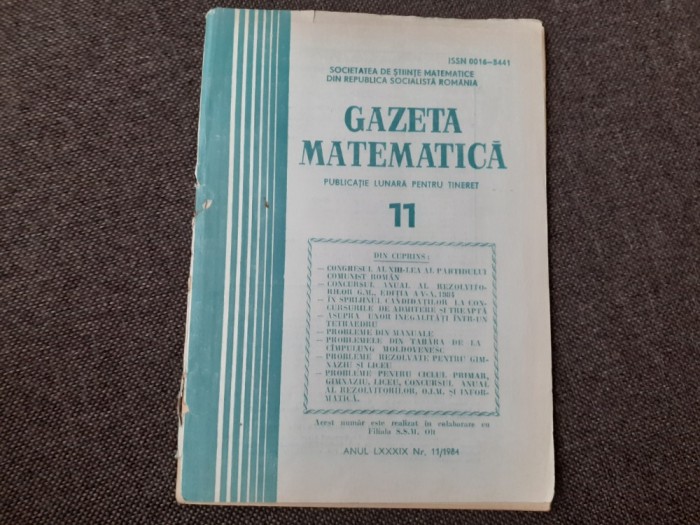 ISSN 0016-8441
SOCIETATEA DE ŞTIINŢE MATEMATICE
DIN REPUBLICA SOCIALISTĂ ROMÂNIA
GAZETA
MATEMATICĂ
PUBLICAŢIE LUNARĂ PENTRU TINERET
11
DIN CUPRINS:
— CONGRESUL AL XIII-LEA AL PARTIDULUI
COMUNIST ROMÂN
— CONCURSUL ANUAL AL REZOLVITO-
RILOR G.M., EDIŢIA A V-A, 1984
— ÎN SPRIJINUL CANDIDAŢILOR LA CON-
CURSURILE DE ADMITERE ŞI TREAPTĂ
— ASUPRA UNOR INEGALITĂŢI ÎNTR-UN
TETRAEDRU
— PROBLEME DIN MANUALE
— PROBLEMELE DIN TABĂRA DE LA
CÎMPULUNG MOLDOVENESC
— PROBLEME REZOLVATE PENTRU GIM-
NAZIU ŞI LICEU
— PROBLEME PENTRU CICLUL PRIMAR,
GIMNAZIU, LICEU, CONCURSUL ANUAL
AL REZOLVITORILOR, O.I.M. ŞI INFOR-
MATICĂ.
Acest număr este realizat în colaborare cu
Filiala S.S.M. Olt
ANUL LXXXIX Nr. 11/1984